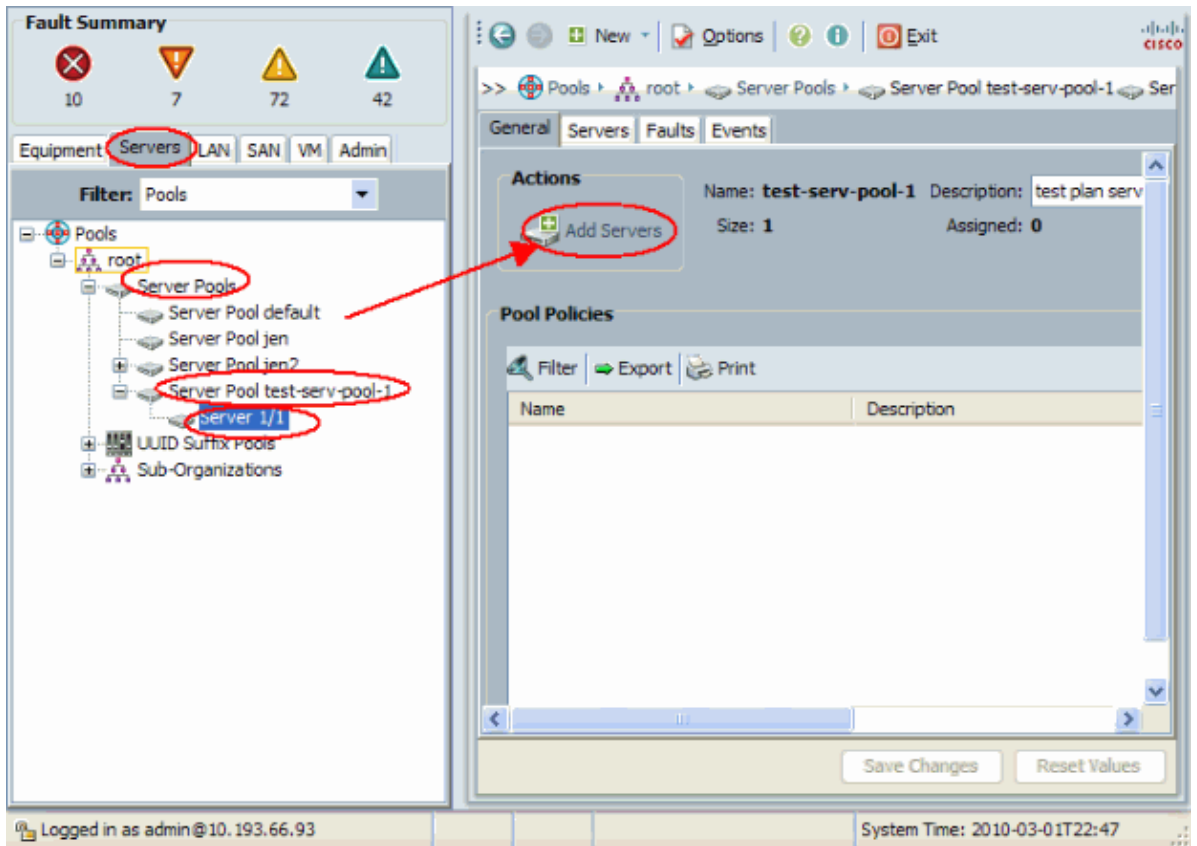 Fault Summary
10 7 72 42
Equipment Servers LAN SAN VM Admin
Filter: Pools
Pools
root
Server Pools
Server Pool default
Server Pool jen
Server Pool jen2
Server Pool test-serv-pool-1
Server 1/1
UUID Suffix Pools
Sub-Organizations
New Options Exit
cisco
>> Pools root Server Pools Server Pool test-serv-pool-1 Ser
General Servers Faults Events
Actions
Add Servers
Name: test-serv-pool-1 Description: test plan serv
Size: 1 Assigned: 0
Pool Policies
Filter Export Print
Name Description
Save Changes Reset Values
Logged in as admin@10.193.66.93 System Time: 2010-03-01T22:47